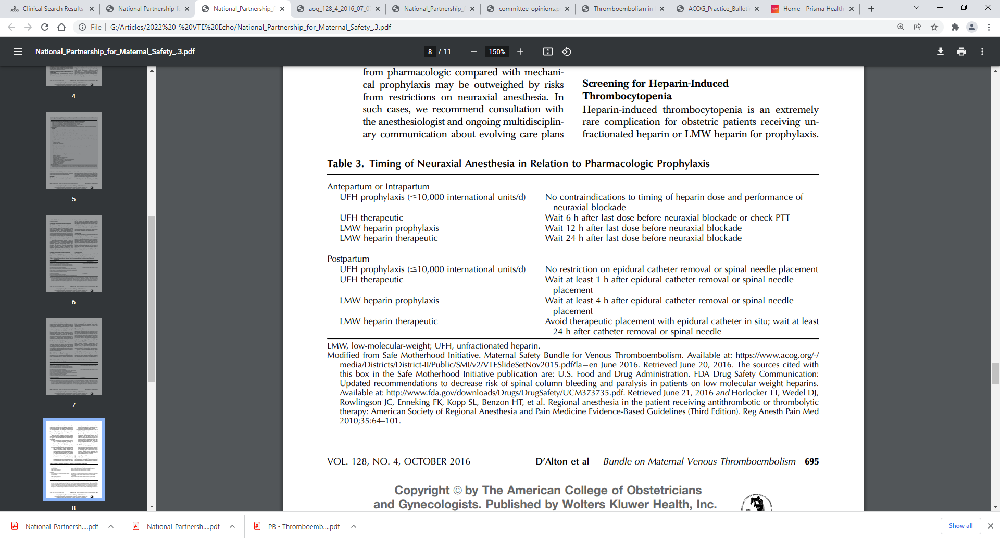 Clinical Search Results
National Partnership fo
National_Partnership_f
aog_128_4_2016_07_0
National_Partnership_f
committee-opinions.p
Thromboembolism in
ACOG_Practice_Bulleti
Home - Prisma Health
File
G:/Articles/2022%20-%20VTE%20Echo/National_Partnership_for_Maternal_Safety_.3.pdf
National_Partnership_for_Maternal_Safety_.3.pdf
8 / 11
150%
4
5
6
7
8
from pharmacologic compared with mechani-
cal prophylaxis may be outweighed by risks
from restrictions on neuraxial anesthesia. In
such cases, we recommend consultation with
the anesthesiologist and ongoing multidisciplin-
ary communication about evolving care plans
Screening for Heparin-Induced
Thrombocytopenia
Heparin-induced thrombocytopenia is an extremely
rare complication for obstetric patients receiving un-
fractionated heparin or LMW heparin for prophylaxis.
Table 3. Timing of Neuraxial Anesthesia in Relation to Pharmacologic Prophylaxis
Antepartum or Intrapartum
UFH prophylaxis (≤10,000 international units/d) No contraindications to timing of heparin dose and performance of
neuraxial blockade
UFH therapeutic Wait 6 h after last dose before neuraxial blockade or check PTT
LMW heparin prophylaxis Wait 12 h after last dose before neuraxial blockade
LMW heparin therapeutic Wait 24 h after last dose before neuraxial blockade
Postpartum
UFH prophylaxis (≤10,000 international units/d) No restriction on epidural catheter removal or spinal needle placement
UFH therapeutic Wait at least 1 h after epidural catheter removal or spinal needle
placement
LMW heparin prophylaxis Wait at least 4 h after epidural catheter removal or spinal needle
placement
LMW heparin therapeutic Avoid therapeutic placement with epidural catheter in situ; wait at least
24 h after catheter removal or spinal needle
LMW, low-molecular-weight; UFH, unfractionated heparin.
Modified from Safe Motherhood Initiative. Maternal Safety Bundle for Venous Thromboembolism. Available at: https://www.acog.org/-/
media/Districts/District-II/Public/SMI/v2/VTESlideSetNov2015.pdf?la=en June 2016. Retrieved June 20, 2016. The sources cited with
this box in the Safe Motherhood Initiative publication are: U.S. Food and Drug Administration. FDA Drug Safety Communication:
Updated recommendations to decrease risk of spinal column bleeding and paralysis in patients on low molecular weight heparins.
Available at: http://www.fda.gov/downloads/Drugs/DrugSafety/UCM373735.pdf. Retrieved June 21, 2016 and Horlocker TT, Wedel DJ,
Rowlingson JC, Enneking FK, Kopp SL, Benzon HT, et al. Regional anesthesia in the patient receiving antithrombotic or thrombolytic
therapy: American Society of Regional Anesthesia and Pain Medicine Evidence-Based Guidelines (Third Edition). Reg Anesth Pain Med
2010;35:64–101.
VOL. 128, NO. 4, OCTOBER 2016
D'Alton et al Bundle on Maternal Venous Thromboembolism 695
Copyright © by The American College of Obstetricians
and Gynecologists. Published by Wolters Kluwer Health, Inc.
National_Partnersh....pdf
National_Partnersh....pdf
PB - Thromboemb....pdf
Show all